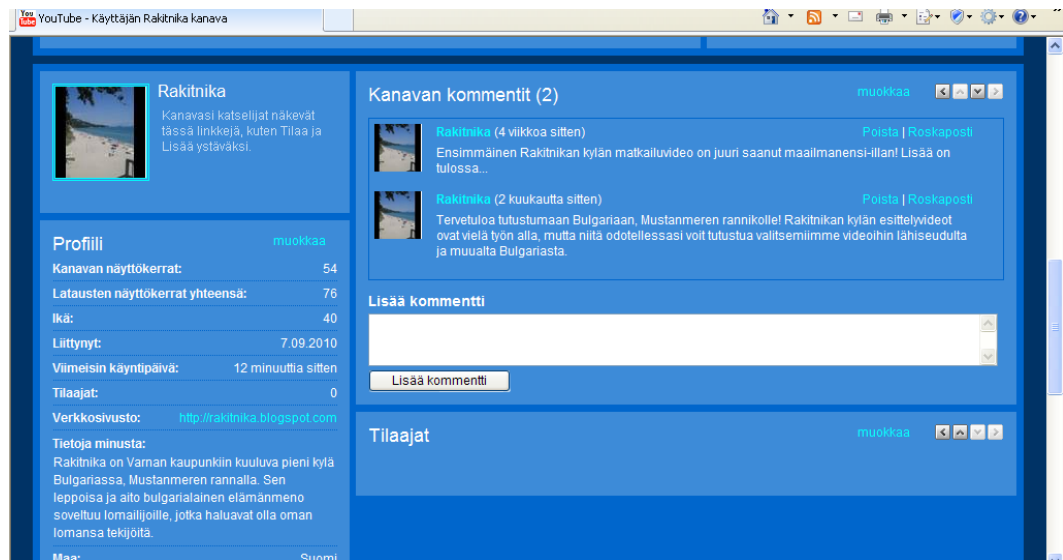 YouTube - Käyttäjän Rakitnika kanava
Rakitnika
Kanavasi katselijat näkevät
tässä linkkejä, kuten Tilaa ja
Lisää ystäväksi.
Profiili muokkaa
Kanavan näyttökerrat: 54
Latausten näyttökerrat yhteensä: 76
Ikä: 40
Liittynyt: 7.09.2010
Viimeisin käyntipäivä: 12 minuuttia sitten
Tilaajat: 0
Verkkosivusto: http://rakitnika.blogspot.com
Tietoja minusta:
Rakitnika on Varnan kaupunkiin kuuluva pieni kylä
Bulgariassa, Mustanmeren rannalla. Sen
leppoisa ja aito bulgarialainen elämänmeno
soveltuu lomailijoille, jotka haluavat olla oman
lomansa tekijöitä.
Maa: Suomi
Kanavan kommentit (2) muokkaa
Rakitnika (4 viikkoa sitten) Poista | Roskaposti
Ensimmäinen Rakitnikan kylän matkailuvideo on juuri saanut maailmanensi-illan! Lisää on
tulossa...
Rakitnika (2 kuukautta sitten) Poista | Roskaposti
Tervetuloa tutustumaan Bulgariaan, Mustanmeren rannikolle! Rakitnikan kylän esittelyvideot
ovat vielä työn alla, mutta niitä odotellessasi voit tutustua valitsemiimme videoihin lähiseudulta
ja muualta Bulgariasta.
Lisää kommentti
Lisää kommentti
Tilaajat muokkaa